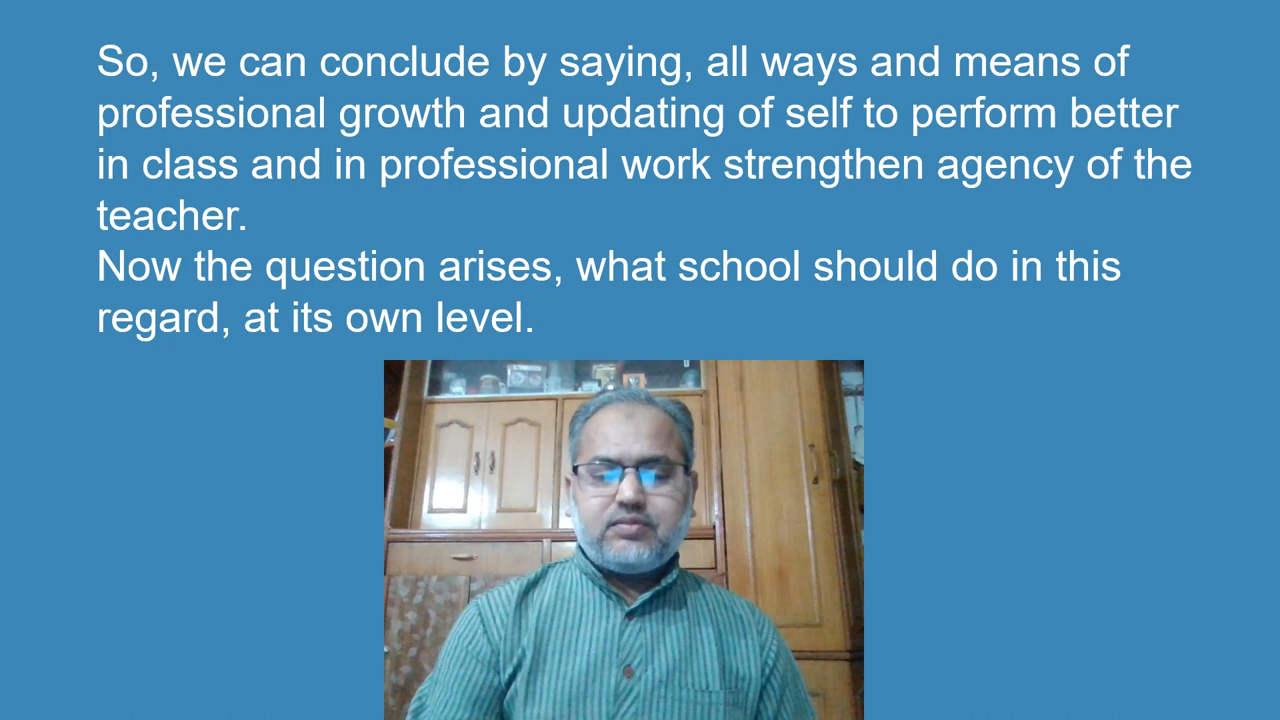 So, we can conclude by saying, all ways and means of
professional growth and updating of self to perform better
in class and in professional work strengthen agency of the
teacher.
Now the question arises, what school should do in this
regard, at its own level.